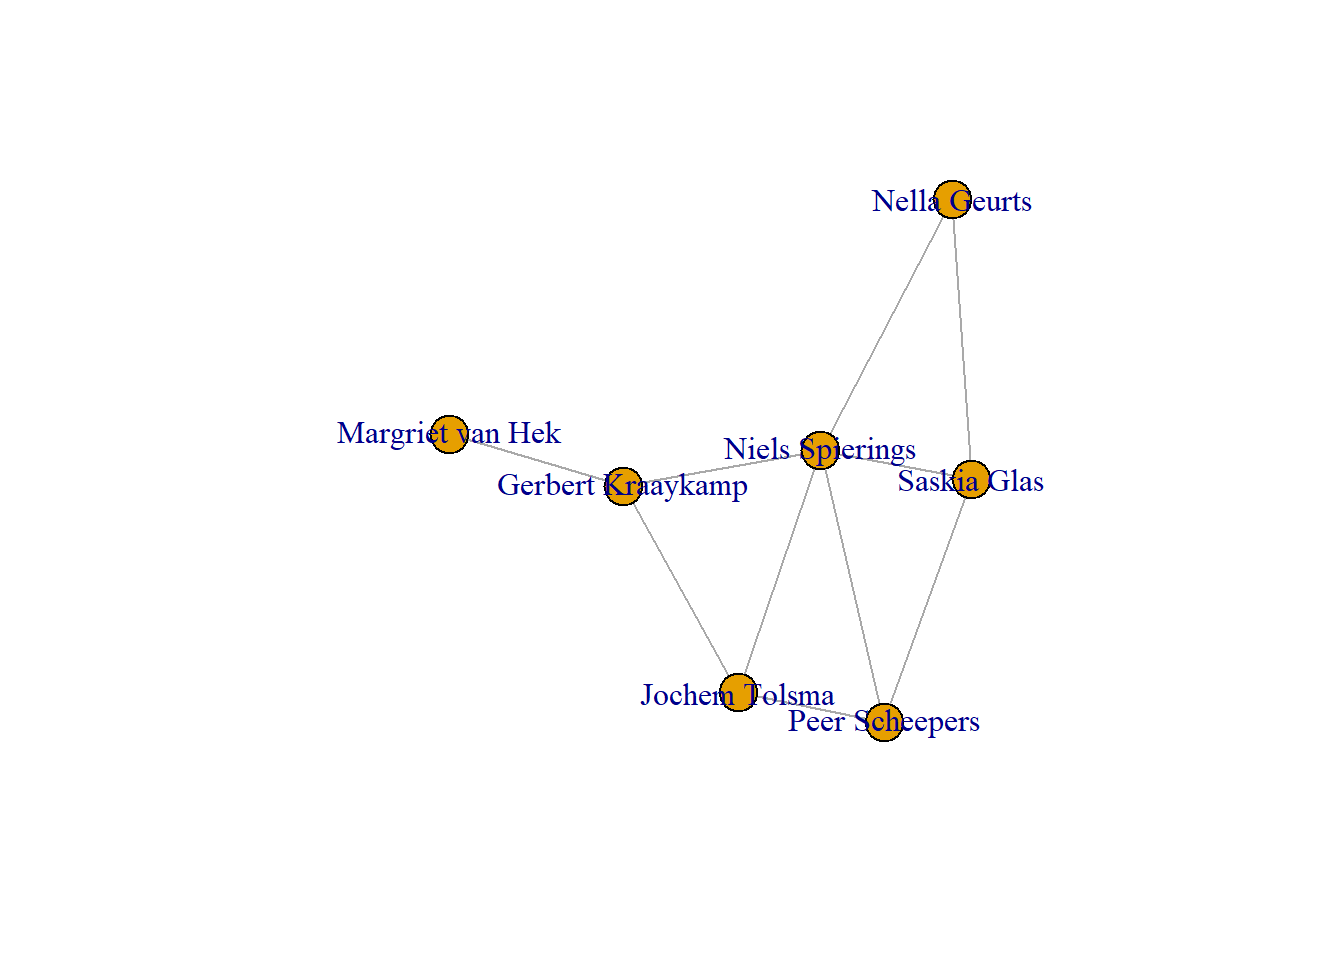 Nella Geurts
Margriet van Hek
Niels Spierings
Saskia Glas
Gerbert Kraaykamp
Jochem Tolsma
Peer Scheepers